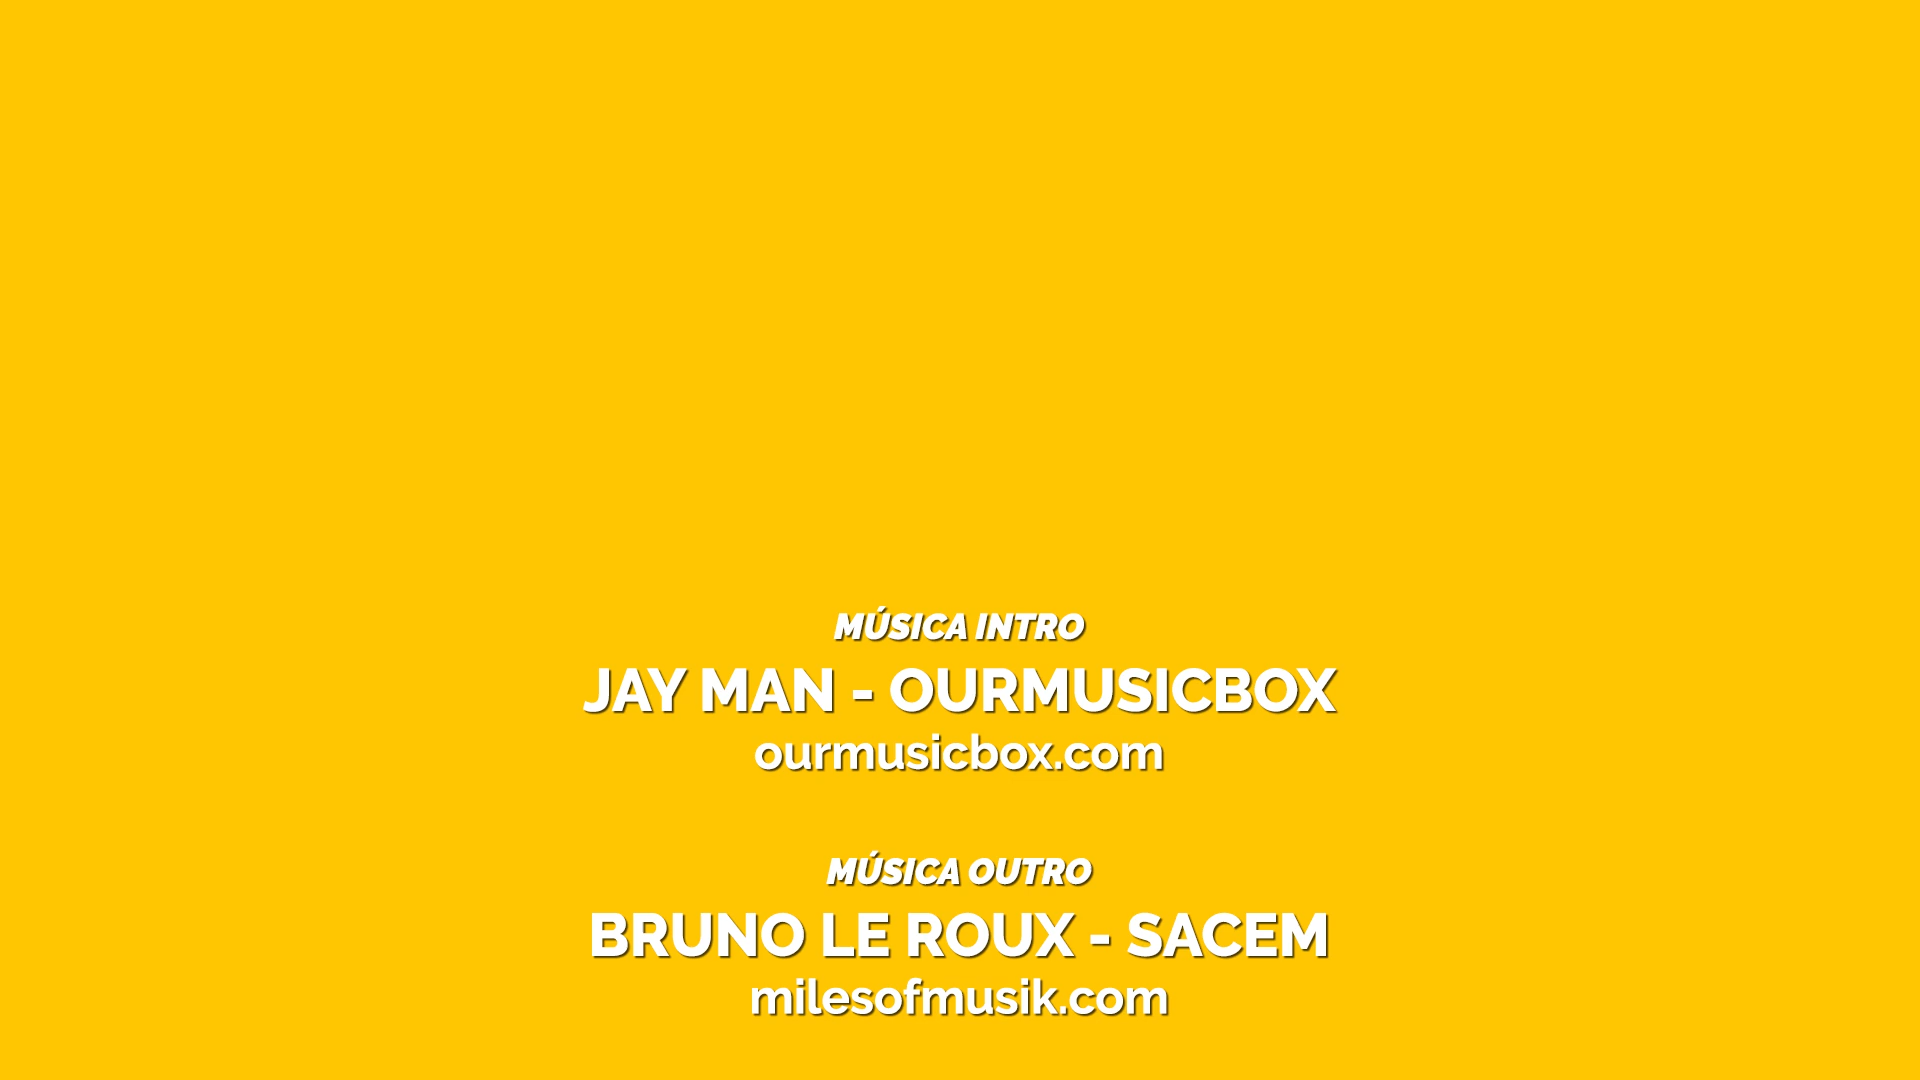 MÚSICA INTRO
JAY MAN - OURMUSICBOX
ourmusicbox.com
MÚSICA OUTRO
BRUNO LE ROUX - SACEM
milesofmusik.com